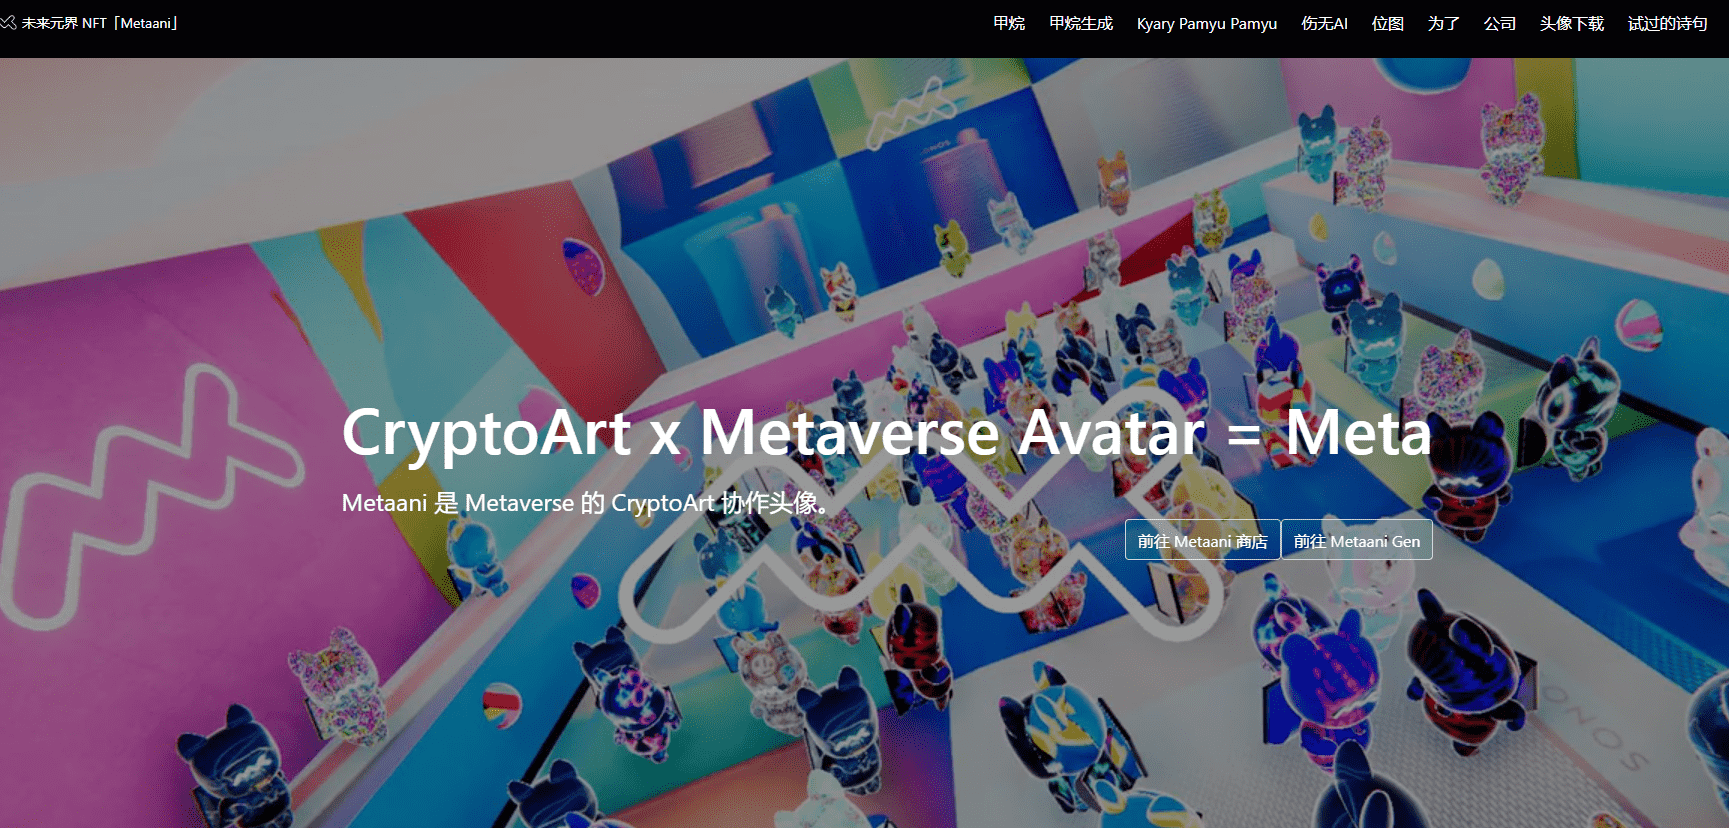 未来元界 NFT「Metaani」
甲烷 甲烷生成 Kyary Pamyu Pamyu 伤无AI 位图 为了 公司 头像下载 试过的诗句
CryptoArt x Metaverse Avatar = Meta
Metaani 是 Metaverse 的 CryptoArt 协作头像。
前往 Metaani 商店 前往 Metaani Gen
CONOS